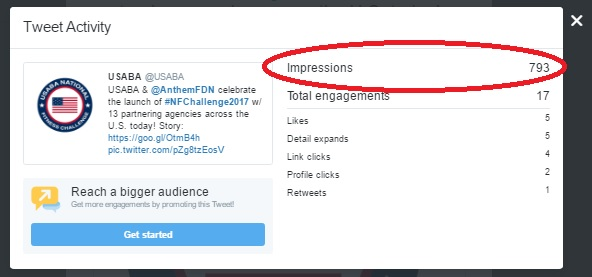 Tweet Activity
USABA @USABA
USABA & @AnthemFDN celebrate
the launch of #NFChallenge2017 w/
13 partnering agencies across the
U.S. today! Story:
https://goo.gl/OtmB4h
pic.twitter.com/pZg8tzEosV
USABA NATIONAL
FITNESS CHALLENGE
Reach a bigger audience
Get more engagements by promoting this Tweet!
Get started
Impressions 793
Total engagements 17
Likes 5
Detail expands 5
Link clicks 4
Profile clicks 2
Retweets 1